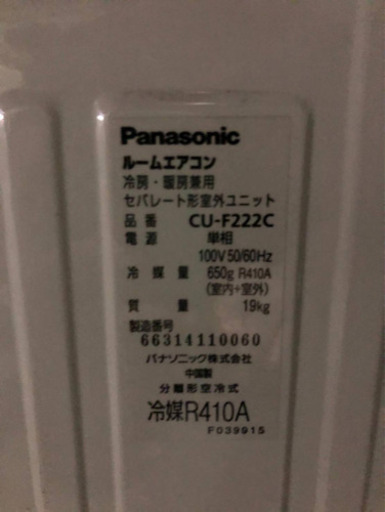 Panasonic
ルームエアコン
冷房・暖房兼用
セパレート形室外ユニット
品番 CU-F222C
電源 単相
100V 50/60Hz
冷媒量 650g R410A
(室内+室外)
質量 19kg
製造番号
66314110060
パナソニック株式会社
中国製
分離形空冷式
冷媒R410A
F039915